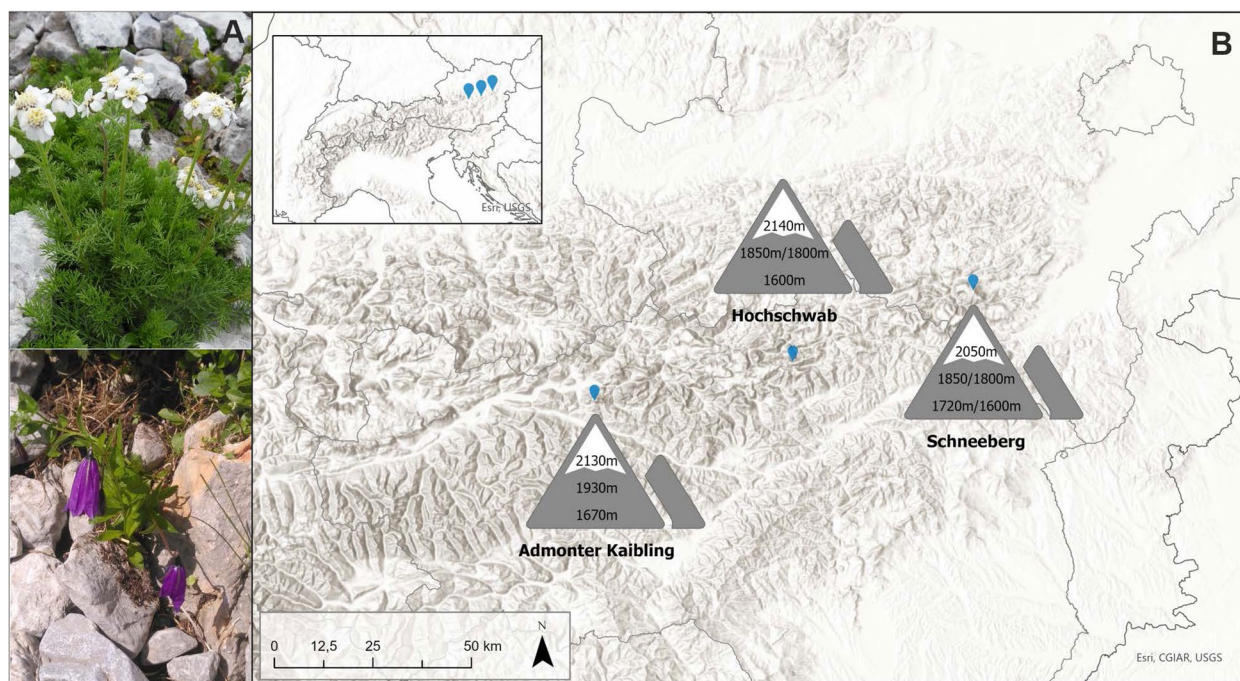 A
B
Esri, USGS
2140m
1850m/1800m
1600m
Hochschwab
2050m
1850/1800m
1720m/1600m
Schneeberg
2130m
1930m
1670m
Admonter Kaibling
0 12,5 25 50 km
N
Esri, CGIAR, USGS